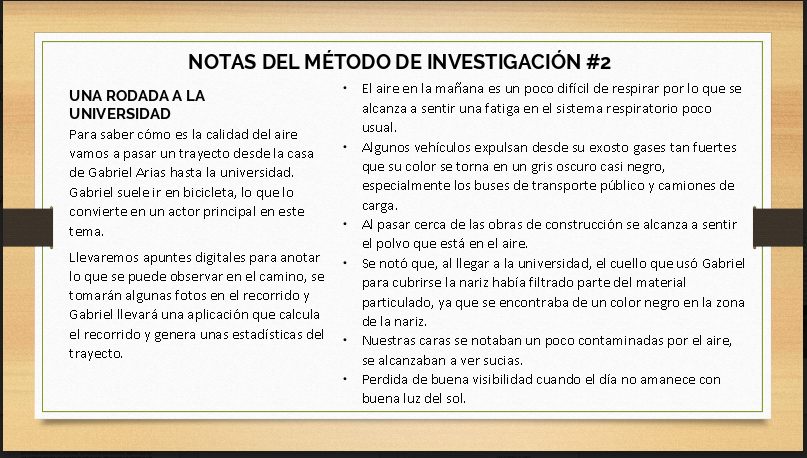 NOTAS DEL MÉTODO DE INVESTIGACIÓN #2
UNA RODADA A LA
UNIVERSIDAD
Para saber cómo es la calidad del aire
vamos a pasar un trayecto desde la casa
de Gabriel Arias hasta la universidad.
Gabriel suele ir en bicicleta, lo que lo
convierte en un actor principal en este
tema.
Llevaremos apuntes digitales para anotar
lo que se puede observar en el camino, se
tomarán algunas fotos en el recorrido y
Gabriel llevará una aplicación que calcula
el recorrido y genera unas estadísticas del
trayecto.
• El aire en la mañana es un poco difícil de respirar por lo que se
alcanza a sentir una fatiga en el sistema respiratorio poco
usual.
• Algunos vehículos expulsan desde su exosto gases tan fuertes
que su color se torna en un gris oscuro casi negro,
especialmente los buses de transporte público y camiones de
carga.
• Al pasar cerca de las obras de construcción se alcanza a sentir
el polvo que está en el aire.
• Se notó que, al llegar a la universidad, el cuello que usó Gabriel
para cubrirse la nariz había filtrado parte del material
particulado, ya que se encontraba de un color negro en la zona
de la nariz.
• Nuestras caras se notaban un poco contaminadas por el aire,
se alcanzaban a ver sucias.
• Perdida de buena visibilidad cuando el día no amanece con
buena luz del sol.